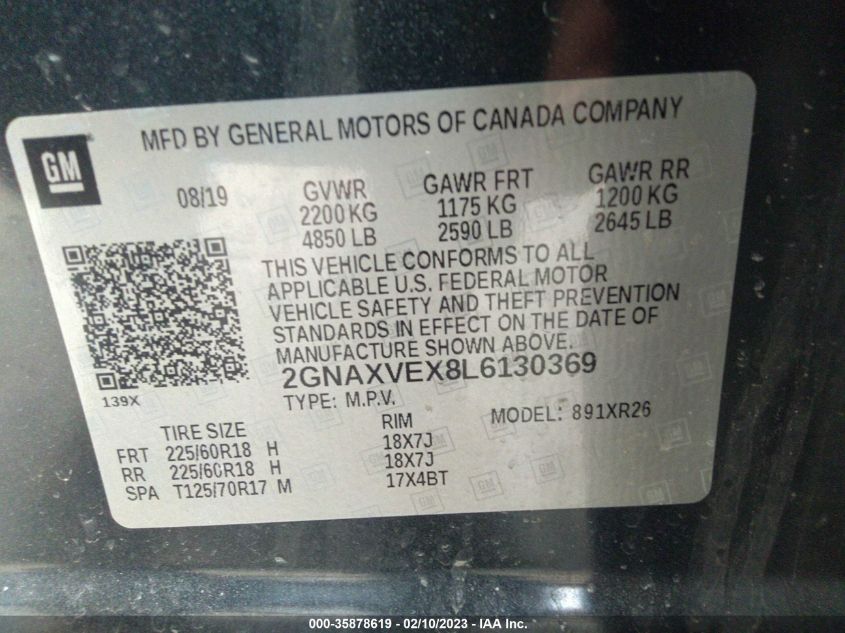 MFD BY GENERAL MOTORS OF CANADA COMPANY
GM
08/19
GVWR
2200 KG
4850 LB
GAWR FRT
1175 KG
2590 LB
GAWR RR
1200 KG
2645 LB
THIS VEHICLE CONFORMS TO ALL
APPLICABLE U.S. FEDERAL MOTOR
VEHICLE SAFETY AND THEFT PREVENTION
STANDARDS IN EFFECT ON THE DATE OF
MANUFACTURE SHOWN ABOVE.
2GNAXVEX8L6130369
139X
TYPE: M.P.V.
MODEL: 891XR26
TIRE SIZE
RIM
FRT 225/60R18 H 18X7J
RR 225/60R18 H 18X7J
SPA T125/70R17 M 17X4BT
000-35878619 - 02/10/2023 - IAA Inc.